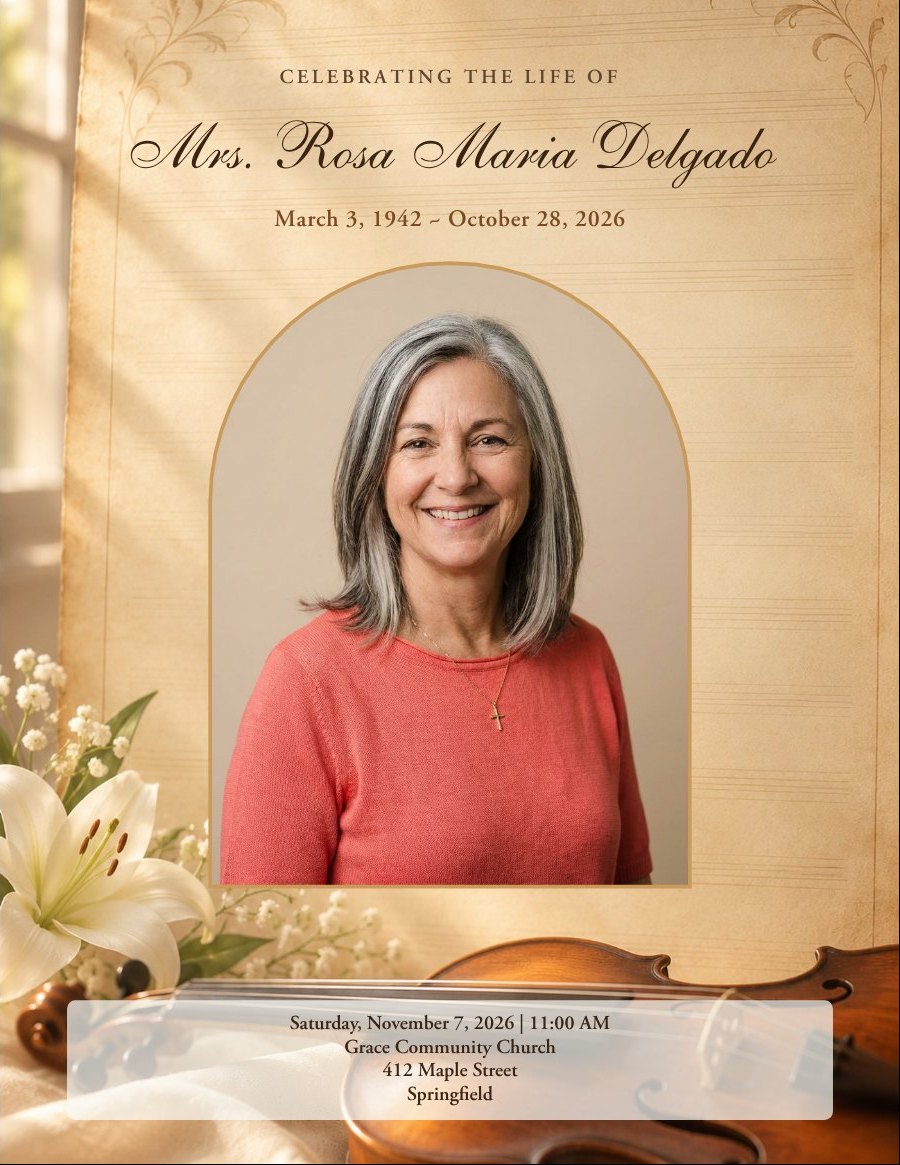 CELEBRATING THE LIFE OF
Mrs. Rosa Maria Delgado
March 3, 1942 ~ October 28, 2026
Saturday, November 7, 2026 | 11:00 AM
Grace Community Church
412 Maple Street
Springfield